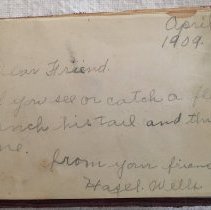 April
1909.
Dear Friend.
If you see or catch a fl
pinch his tail and thi
me.
from your friend
Hazel Wells